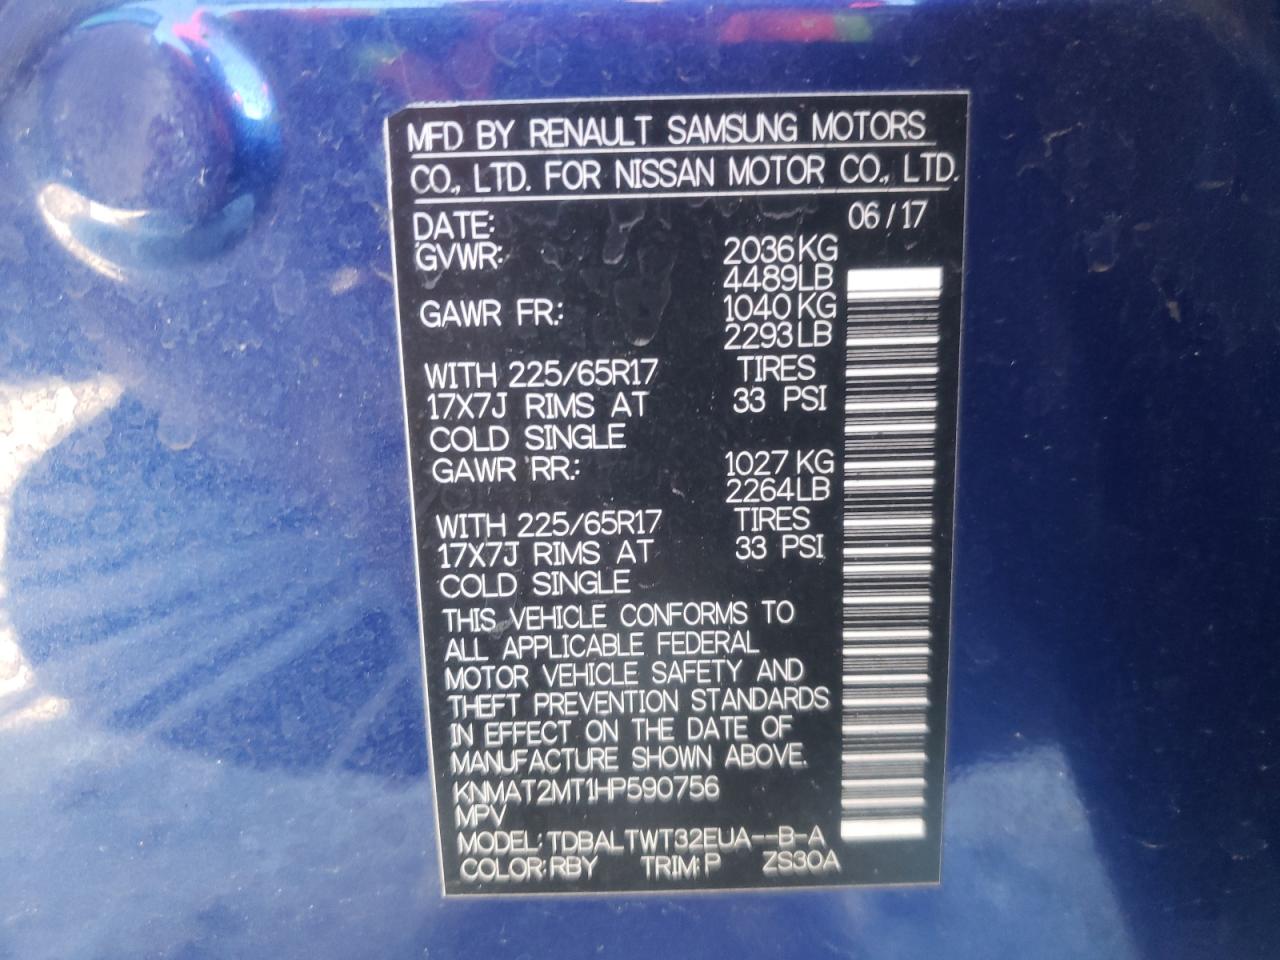 MFD BY RENAULT SAMSUNG MOTORS
CO., LTD. FOR NISSAN MOTOR CO., LTD.
DATE: 06/17
GVWR: 2036KG
4489LB
GAWR FR.: 1040KG
2293LB
WITH 225/65R17 TIRES
17X7J RIMS AT 33 PSI
COLD SINGLE
GAWR RR.: 1027KG
2264LB
WITH 225/65R17 TIRES
17X7J RIMS AT 33 PSI
COLD SINGLE
THIS VEHICLE CONFORMS TO
ALL APPLICABLE FEDERAL
MOTOR VEHICLE SAFETY AND
THEFT PREVENTION STANDARDS
IN EFFECT ON THE DATE OF
MANUFACTURE SHOWN ABOVE.
KNMAT2MT1HP590756
MPV
MODEL: TDBALTWT32EUA--B-A
COLOR:RBY TRIM:P ZS30A